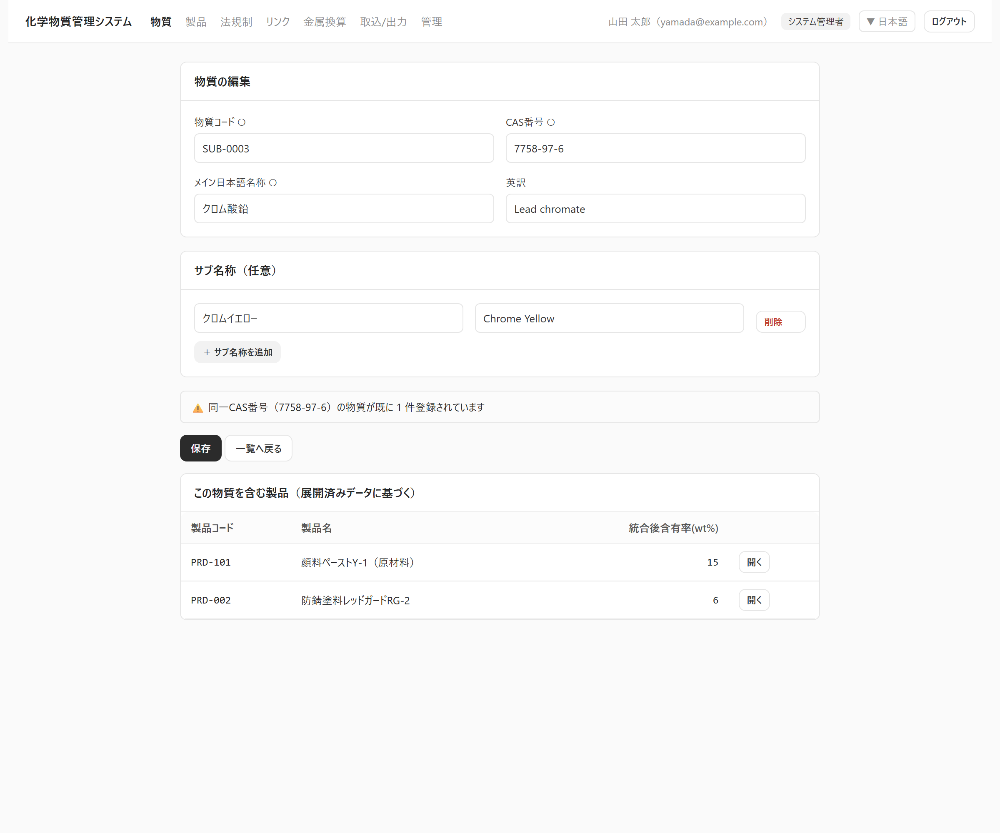 化学物質管理システム 物質 製品 法規制 リンク 金属換算 取込/出力 管理 山田 太郎（yamada@example.com） システム管理者 ▼ 日本語 ログアウト
物質の編集
物質コード ○ CAS番号 ○
SUB-0003 7758-97-6
メイン日本語名称 ○ 英訳
クロム酸鉛 Lead chromate
サブ名称（任意）
クロムイエロー Chrome Yellow 削除
＋ サブ名称を追加
⚠ 同一CAS番号（7758-97-6）の物質が既に 1 件登録されています
保存 一覧へ戻る
この物質を含む製品（展開済みデータに基づく）
製品コード 製品名 統合後含有率(wt%)
PRD-101 顔料ペーストY-1（原材料） 15 開く
PRD-002 防錆塗料レッドガードRG-2 6 開く